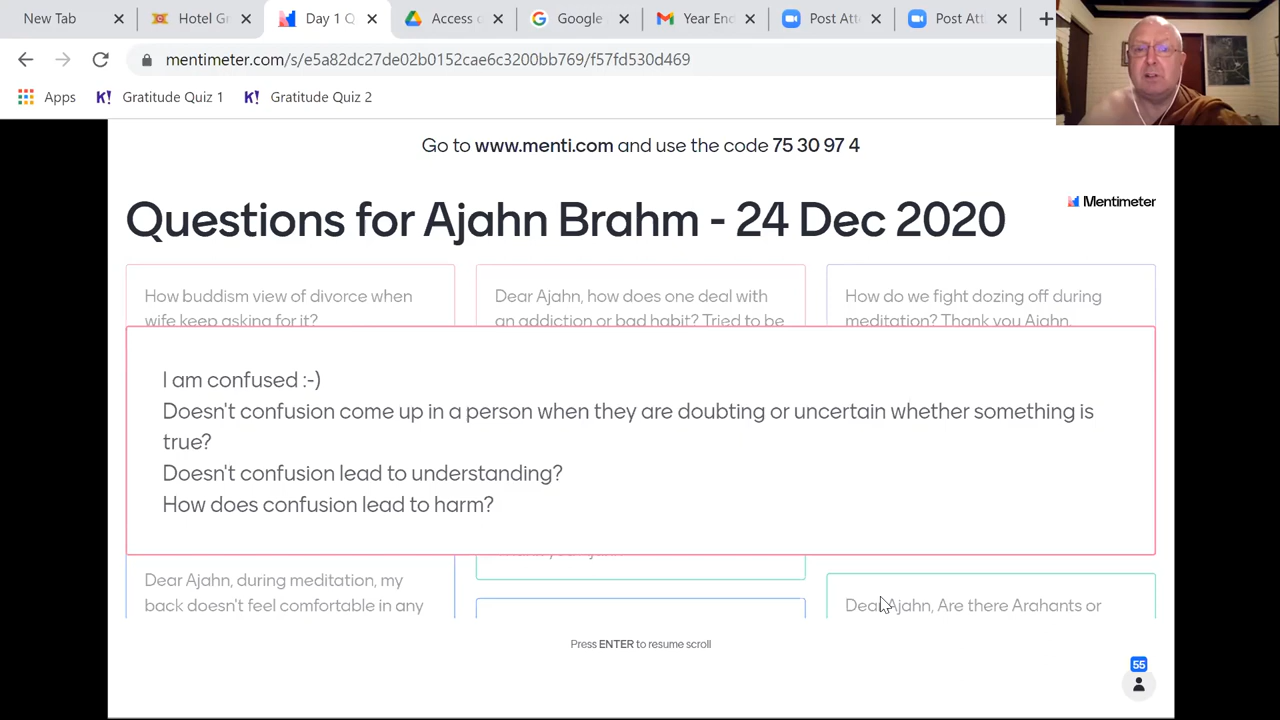 New Tab
Hotel Gr
Day 1 Q
Access o
Google
Year End
Post Att
Post Att
mentimeter.com/s/e5a82dc27de02b0152cae6c3200bb769/f57fd530d469
Apps
Gratitude Quiz 1
Gratitude Quiz 2
Go to www.menti.com and use the code 75 30 97 4
Mentimeter
Questions for Ajahn Brahm - 24 Dec 2020
How buddism view of divorce when
wife keep asking for it?
Dear Ajahn, how does one deal with
an addiction or bad habit? Tried to be
How do we fight dozing off during
meditation? Thank you Ajahn.
I am confused :-)
Doesn't confusion come up in a person when they are doubting or uncertain whether something is
true?
Doesn't confusion lead to understanding?
How does confusion lead to harm?
Dear Ajahn, during meditation, my
back doesn't feel comfortable in any
Dear Ajahn, Are there Arahants or
Press ENTER to resume scroll
55